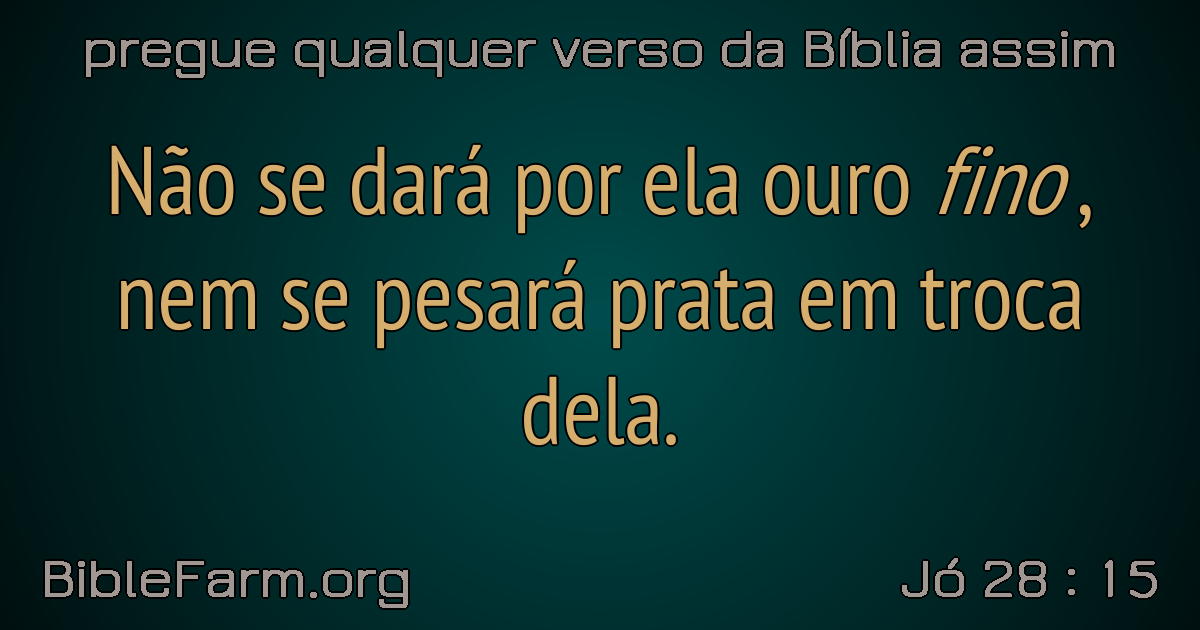 pregue qualquer verso da Bíblia assim
Não se dará por ela ouro fino,
nem se pesará prata em troca
dela.
BibleFarm.org
Jó 28 : 15